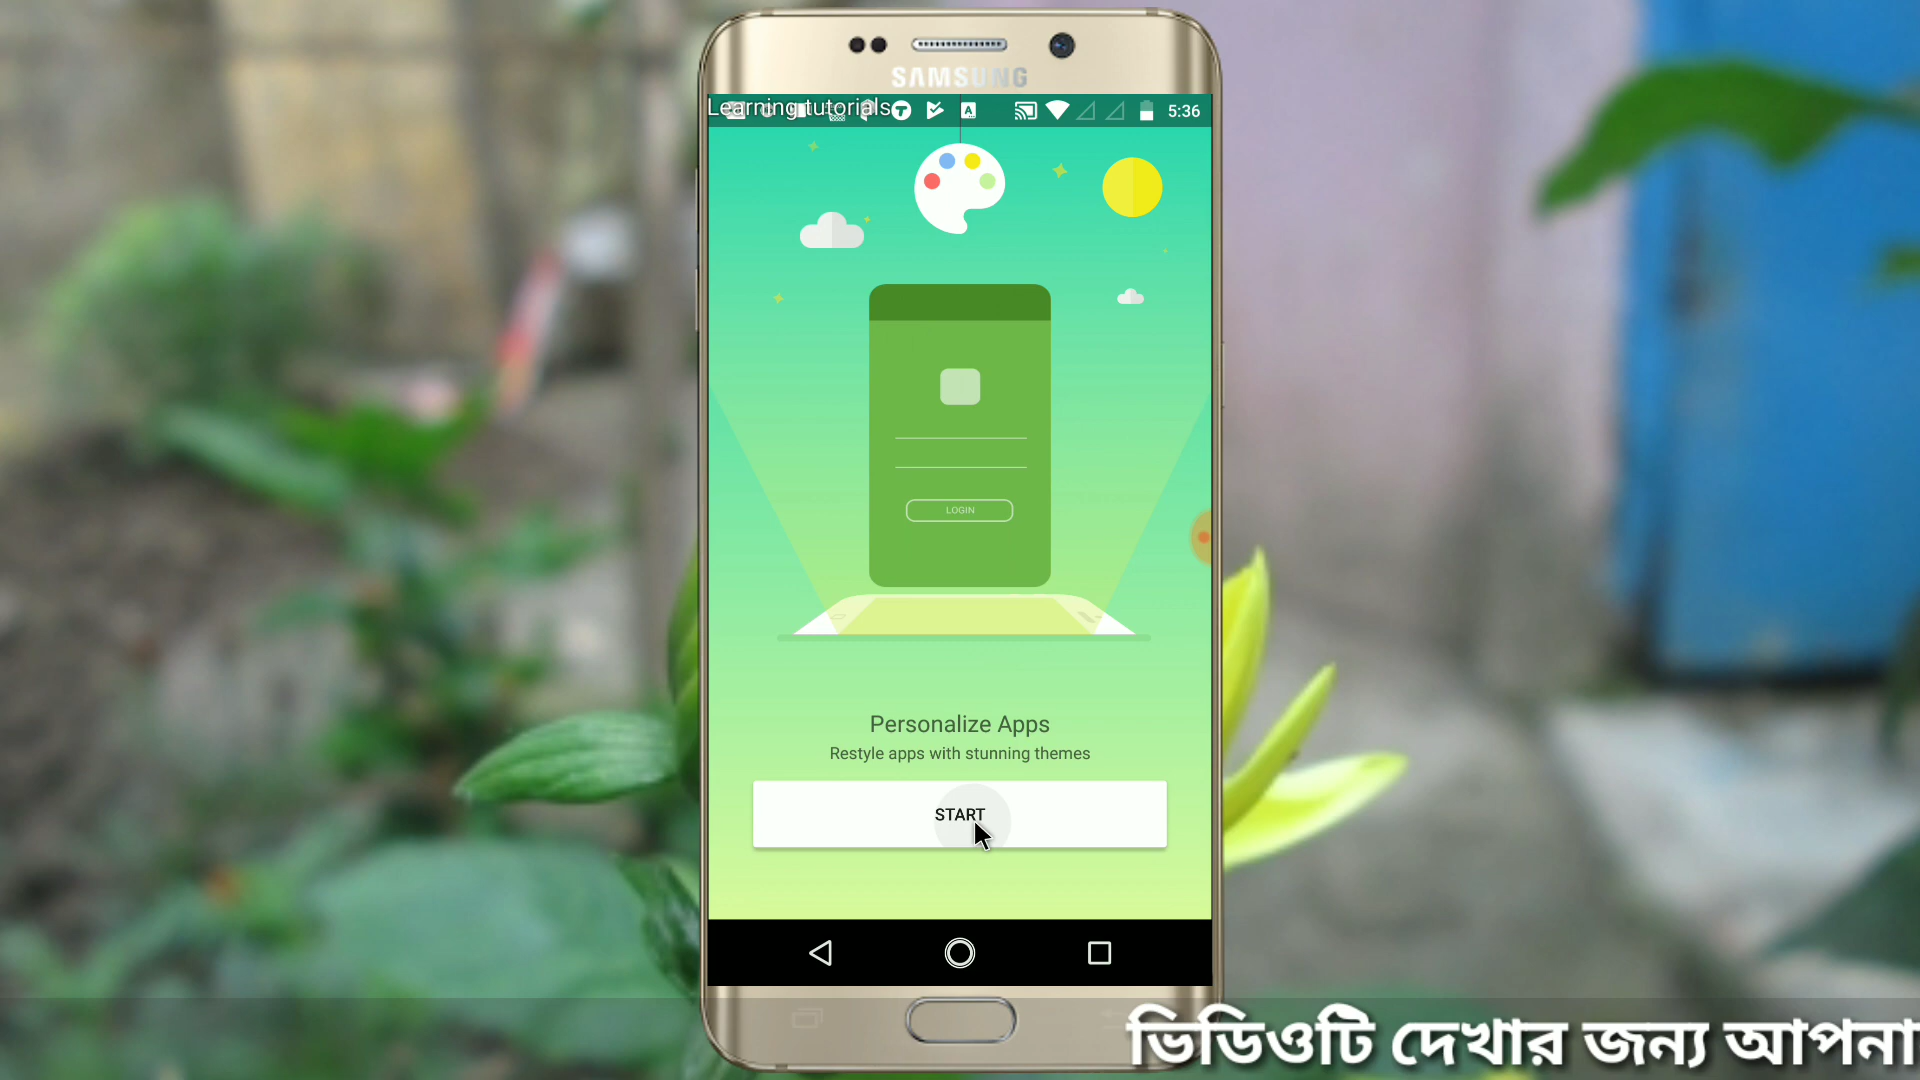 SAMSUNG
Learning tutorials
5:36
LOGIN
Personalize Apps
Restyle apps with stunning themes
START
ভিডিওটি দেখার জন্য আপনা